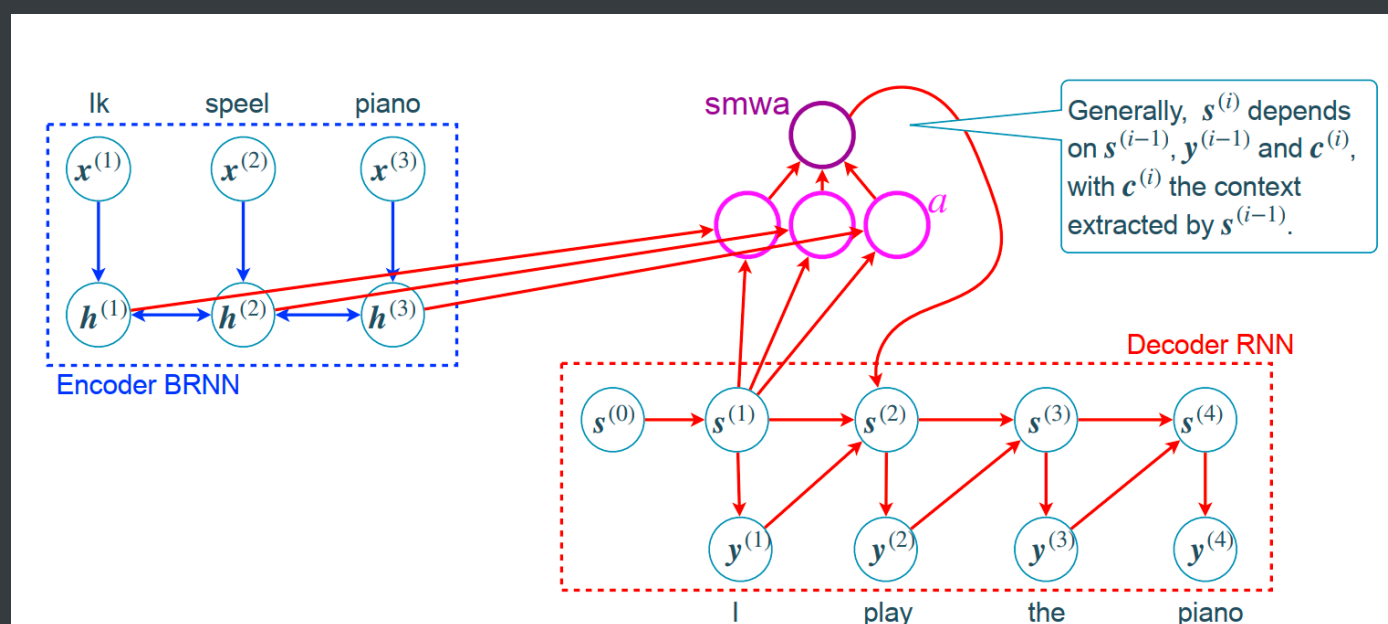 Ik speel piano
x^(1) x^(2) x^(3)
h^(1) h^(2) h^(3)
Encoder BRNN
smwa
a
Generally, s^(i) depends
on s^(i−1), y^(i−1) and c^(i),
with c^(i) the context
extracted by s^(i−1).
Decoder RNN
s^(0) s^(1) s^(2) s^(3) s^(4)
y^(1) y^(2) y^(3) y^(4)
I play the piano